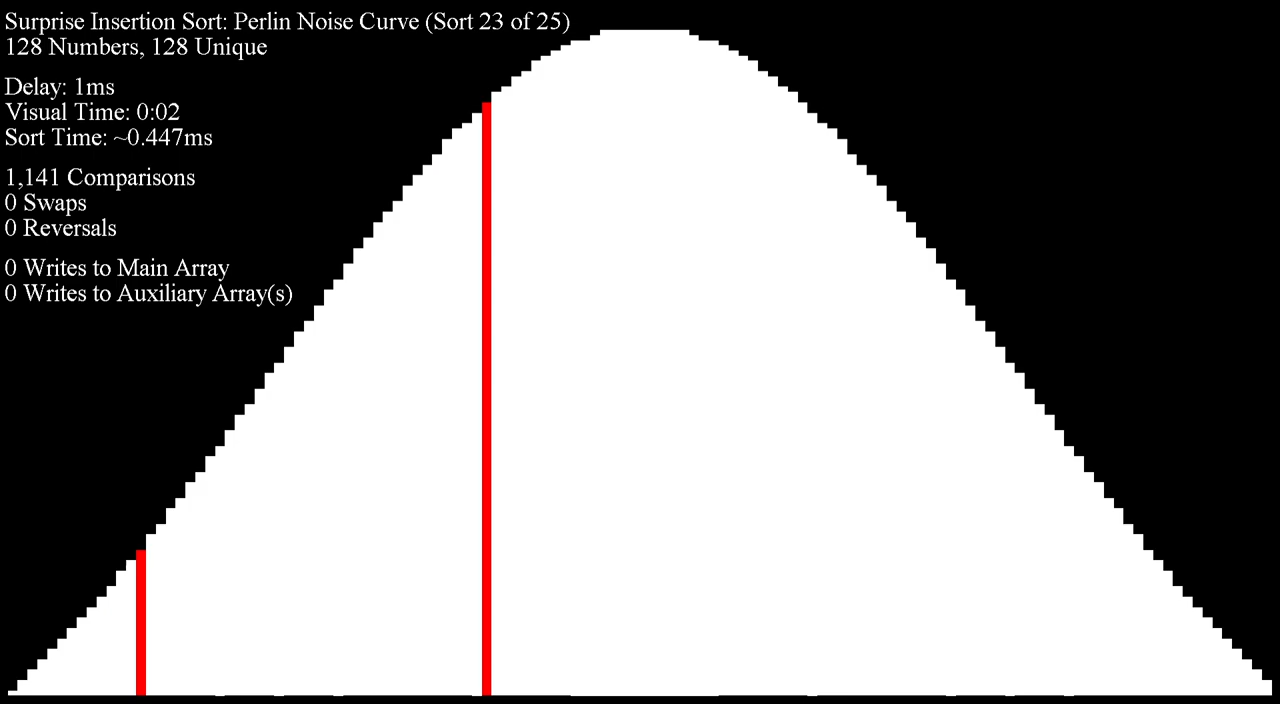 Surprise Insertion Sort: Perlin Noise Curve (Sort 23 of 25)
128 Numbers, 128 Unique
Delay: 1ms
Visual Time: 0:02
Sort Time: ~0.447ms
1,141 Comparisons
0 Swaps
0 Reversals
0 Writes to Main Array
0 Writes to Auxiliary Array(s)